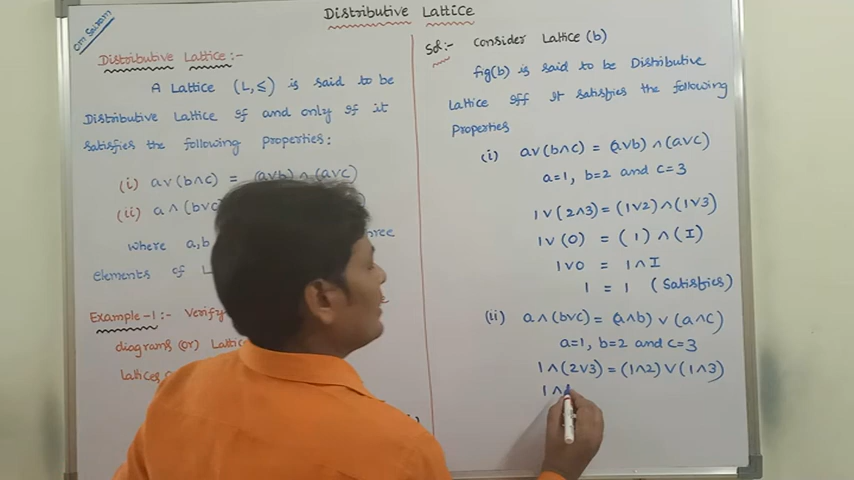 Distributive Lattice
Om Sairam
Distributive Lattice :-
A Lattice (L, ≤) is said to be
Distributive Lattice if and only if it
satisfies the following Properties:
(i) a∨(b∧c) = (a∨b) ∧ (a∨c)
(ii) a∧(b∨c)
where a,b
elements of L
Example-1 :- Verify
diagrams (or) Lattic
Sol:- Consider Lattice (b)
fig(b) is said to be Distributive
Lattice iff it satisfies the following
Properties
(i) a∨(b∧c) = (a∨b) ∧ (a∨c)
a=1, b=2 and c=3
1∨(2∧3) = (1∨2) ∧ (1∨3)
1∨(0) = (1) ∧ (I)
1∨0 = 1∧I
1 = 1 (Satisfies)
(ii) a∧(b∨c) = (a∧b) ∨ (a∧c)
a=1, b=2 and c=3
1∧(2∨3) = (1∧2) ∨ (1∧3)
1∧